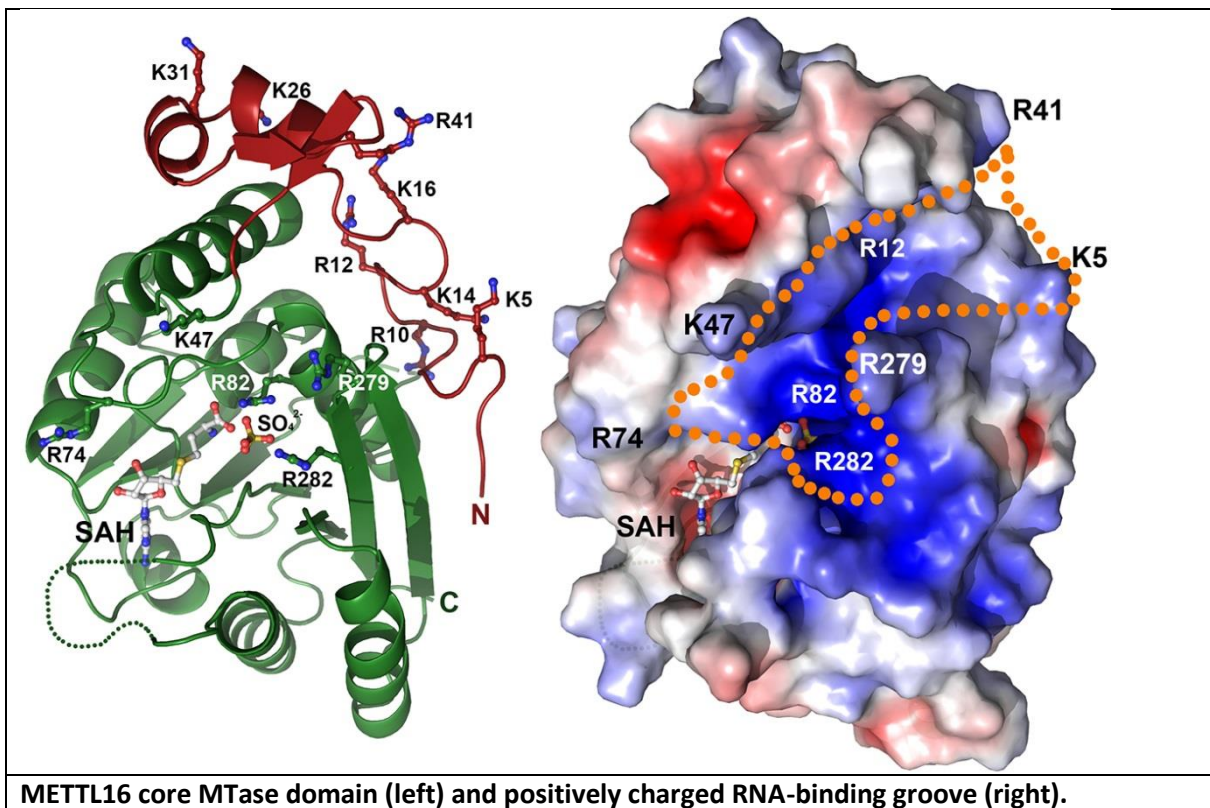 K31
K26
R41
K16
R12
K14
K5
K47
R10
R82
R279
SO₄²⁻
R74
R282
SAH
N
C
R41
R12
K5
K47
R279
R82
R74
R282
SAH
METTL16 core MTase domain (left) and positively charged RNA-binding groove (right).